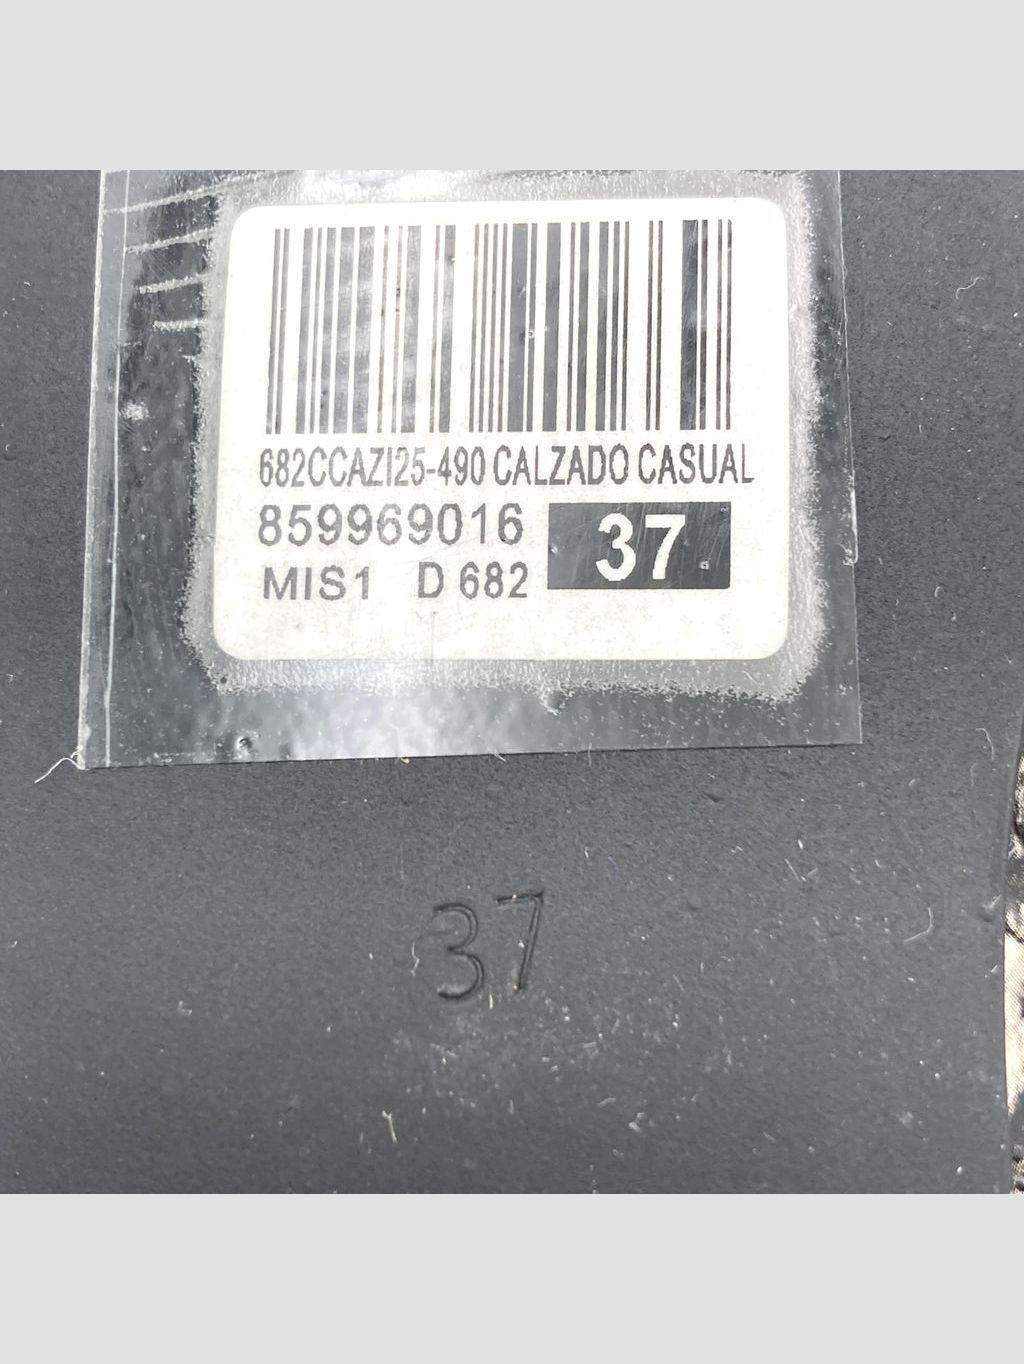 682CCAZI25-490 CALZADO CASUAL
859969016
37
MIS1 D 682
37